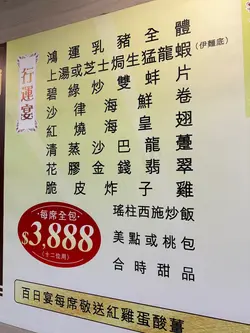 行運宴
鴻運乳豬全體
上湯或芝士焗生猛龍蝦(伊麵底)
碧綠炒雙蚌片
沙律海鮮卷
紅燒海皇翅
清蒸沙巴龍躉
花膠金錢翡翠
脆皮炸子雞
瑤柱西施炒飯
美點或桃包
合時甜品
每席全包
$3,888
(十二位用)
百日宴每席敬送紅雞蛋酸薑